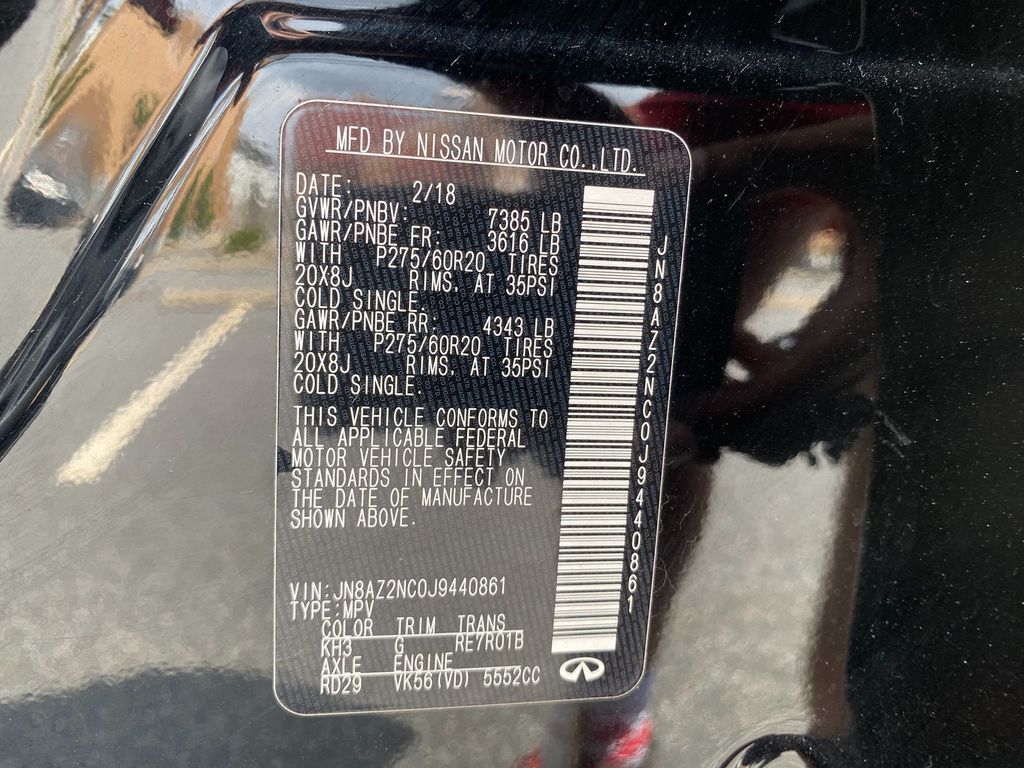 MFD BY NISSAN MOTOR CO.,LTD.
DATE: 2/18
GVWR/PNBV: 7385 LB
GAWR/PNBE FR: 3616 LB
WITH P275/60R20 TIRES
20X8J RIMS. AT 35PSI
COLD SINGLE.
GAWR/PNBE RR: 4343 LB
WITH P275/60R20 TIRES
20X8J RIMS. AT 35PSI
COLD SINGLE.
THIS VEHICLE CONFORMS TO
ALL APPLICABLE FEDERAL
MOTOR VEHICLE SAFETY
STANDARDS IN EFFECT ON
THE DATE OF MANUFACTURE
SHOWN ABOVE.
VIN:JN8AZ2NC0J9440861
TYPE:MPV
COLOR TRIM TRANS
KH3 G RE7R01B
AXLE ENGINE
RD29 VK56(VD) 5552CC
JN8AZ2NC0J9440861